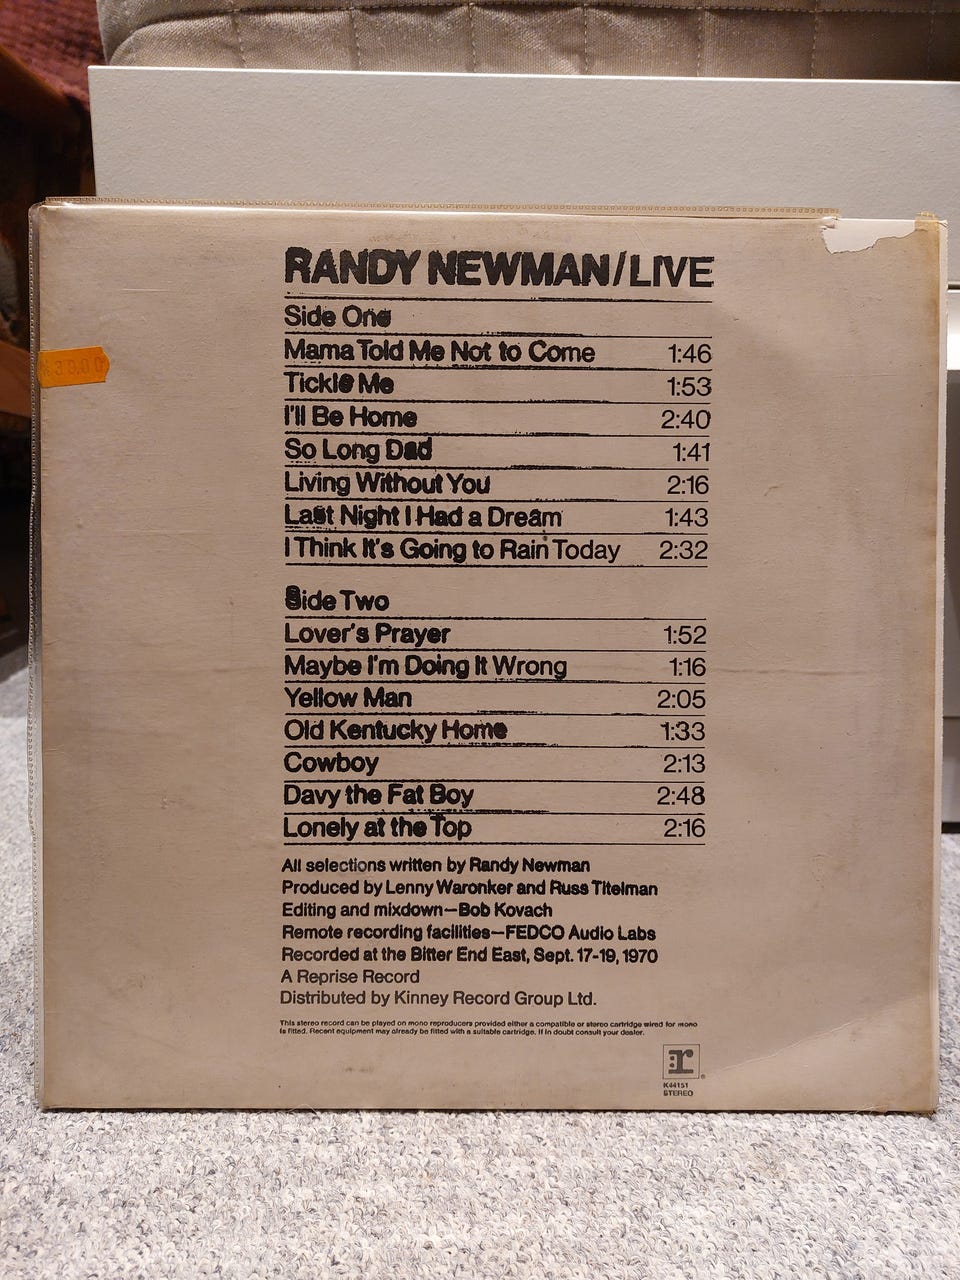 RANDY NEWMAN/LIVE
Side One
Mama Told Me Not to Come 1:46
Tickle Me 1:53
I'll Be Home 2:40
So Long Dad 1:41
Living Without You 2:16
Last Night I Had a Dream 1:43
I Think It's Going to Rain Today 2:32
Side Two
Lover's Prayer 1:52
Maybe I'm Doing It Wrong 1:16
Yellow Man 2:05
Old Kentucky Home 1:33
Cowboy 2:13
Davy the Fat Boy 2:48
Lonely at the Top 2:16
All selections written by Randy Newman
Produced by Lenny Waronker and Russ Titelman
Editing and mixdown—Bob Kovach
Remote recording facilities—FEDCO Audio Labs
Recorded at the Bitter End East, Sept. 17-19, 1970
A Reprise Record
Distributed by Kinney Record Group Ltd.
This stereo record can be played on mono reproducers provided either a compatible or stereo cartridge wired for mono
is fitted. Recent equipment may already be fitted with a suitable cartridge. If in doubt consult your dealer.
:r ®
K44151
STEREO